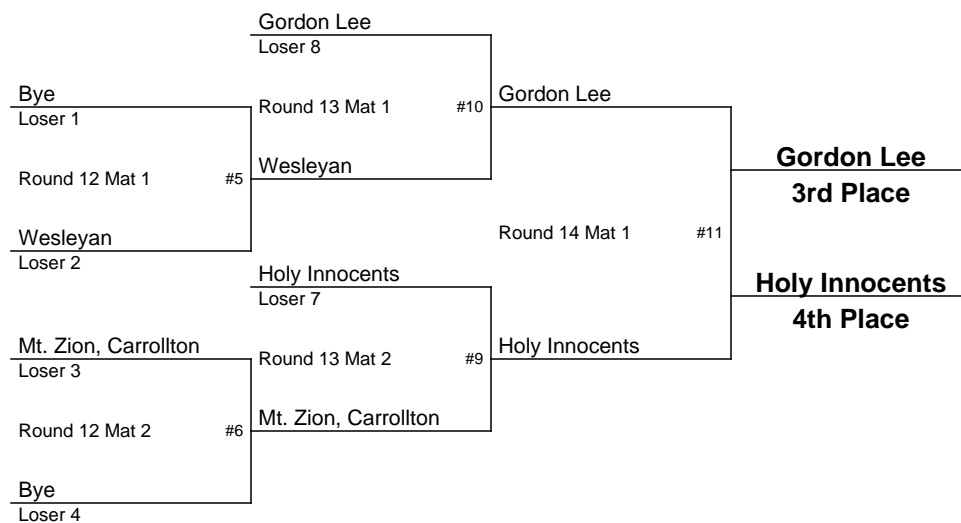 Gordon Lee
Loser 8
Bye
Loser 1
Round 13 Mat 1 #10
Gordon Lee
Round 12 Mat 1 #5
Wesleyan
Gordon Lee
3rd Place
Wesleyan
Loser 2
Round 14 Mat 1 #11
Holy Innocents
Loser 7
Holy Innocents
4th Place
Mt. Zion, Carrollton
Loser 3
Round 13 Mat 2 #9
Holy Innocents
Round 12 Mat 2 #6
Mt. Zion, Carrollton
Bye
Loser 4